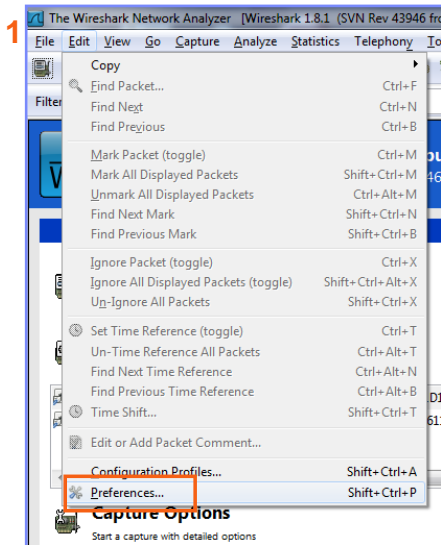 1
The Wireshark Network Analyzer [Wireshark 1.8.1 (SVN Rev 43946 fro
File Edit View Go Capture Analyze Statistics Telephony To
Copy
Filter
Find Packet... Ctrl+F
Find Next Ctrl+N
Find Previous Ctrl+B
Mark Packet (toggle) Ctrl+M
Mark All Displayed Packets Shift+Ctrl+M
Unmark All Displayed Packets Ctrl+Alt+M
Find Next Mark Shift+Ctrl+N
Find Previous Mark Shift+Ctrl+B
Ignore Packet (toggle) Ctrl+X
Ignore All Displayed Packets (toggle) Shift+Ctrl+Alt+X
Un-Ignore All Packets Shift+Ctrl+X
Set Time Reference (toggle) Ctrl+T
Un-Time Reference All Packets Ctrl+Alt+T
Find Next Time Reference Ctrl+Alt+N
Find Previous Time Reference Ctrl+Alt+B
Time Shift... Shift+Ctrl+T
Edit or Add Packet Comment...
Configuration Profiles... Shift+Ctrl+A
Preferences... Shift+Ctrl+P
Capture Options
Start a capture with detailed options